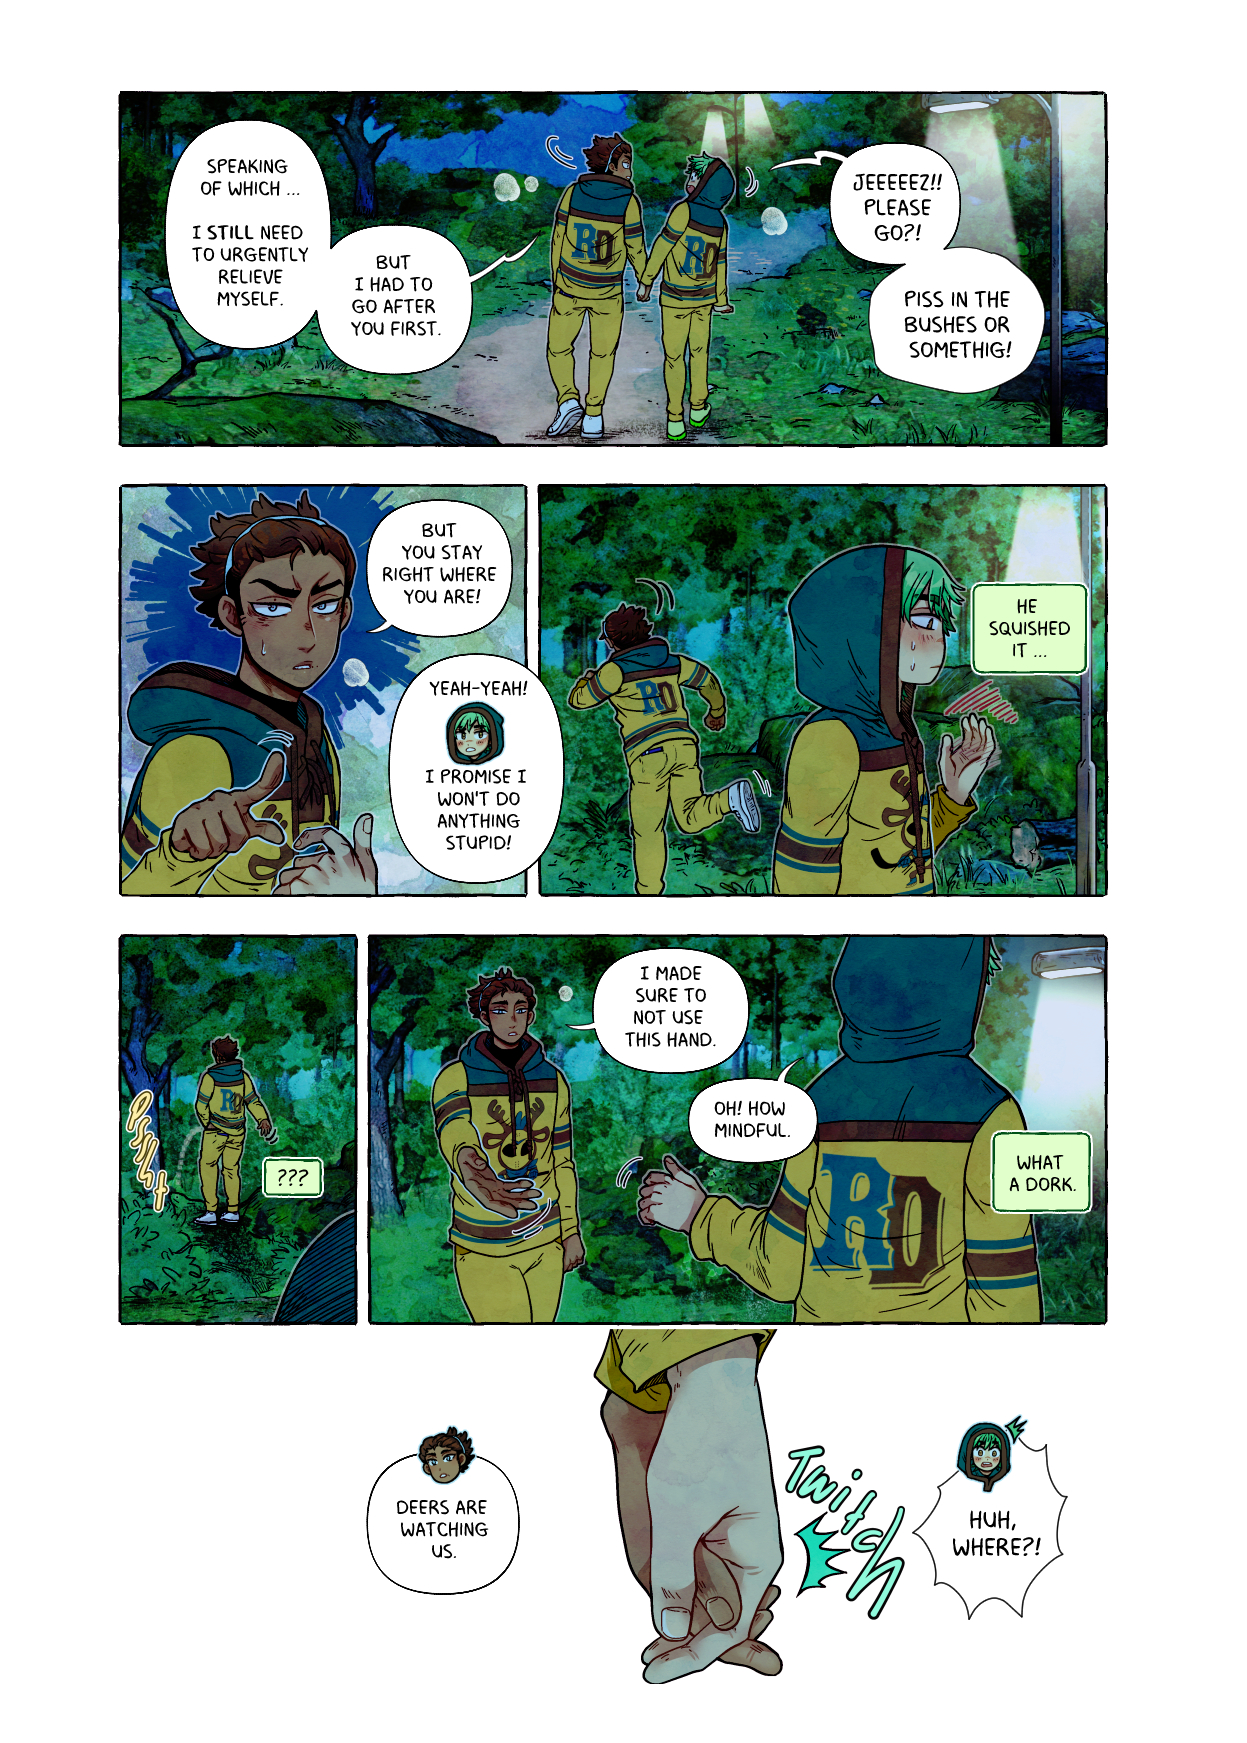 SPEAKING
OF WHICH ...
I STILL NEED
TO URGENTLY
RELIEVE
MYSELF.
BUT
I HAD TO
GO AFTER
YOU FIRST.
JEEEEEZ!!
PLEASE
GO?!
PISS IN THE
BUSHES OR
SOMETHIG!
RD
RD
BUT
YOU STAY
RIGHT WHERE
YOU ARE!
YEAH-YEAH!
I PROMISE I
WON'T DO
ANYTHING
STUPID!
RD
HE
SQUISHED
IT ...
RD
Psshht
???
I MADE
SURE TO
NOT USE
THIS HAND.
OH! HOW
MINDFUL.
RD
WHAT
A DORK.
DEERS ARE
WATCHING
US.
Twitch
HUH,
WHERE?!